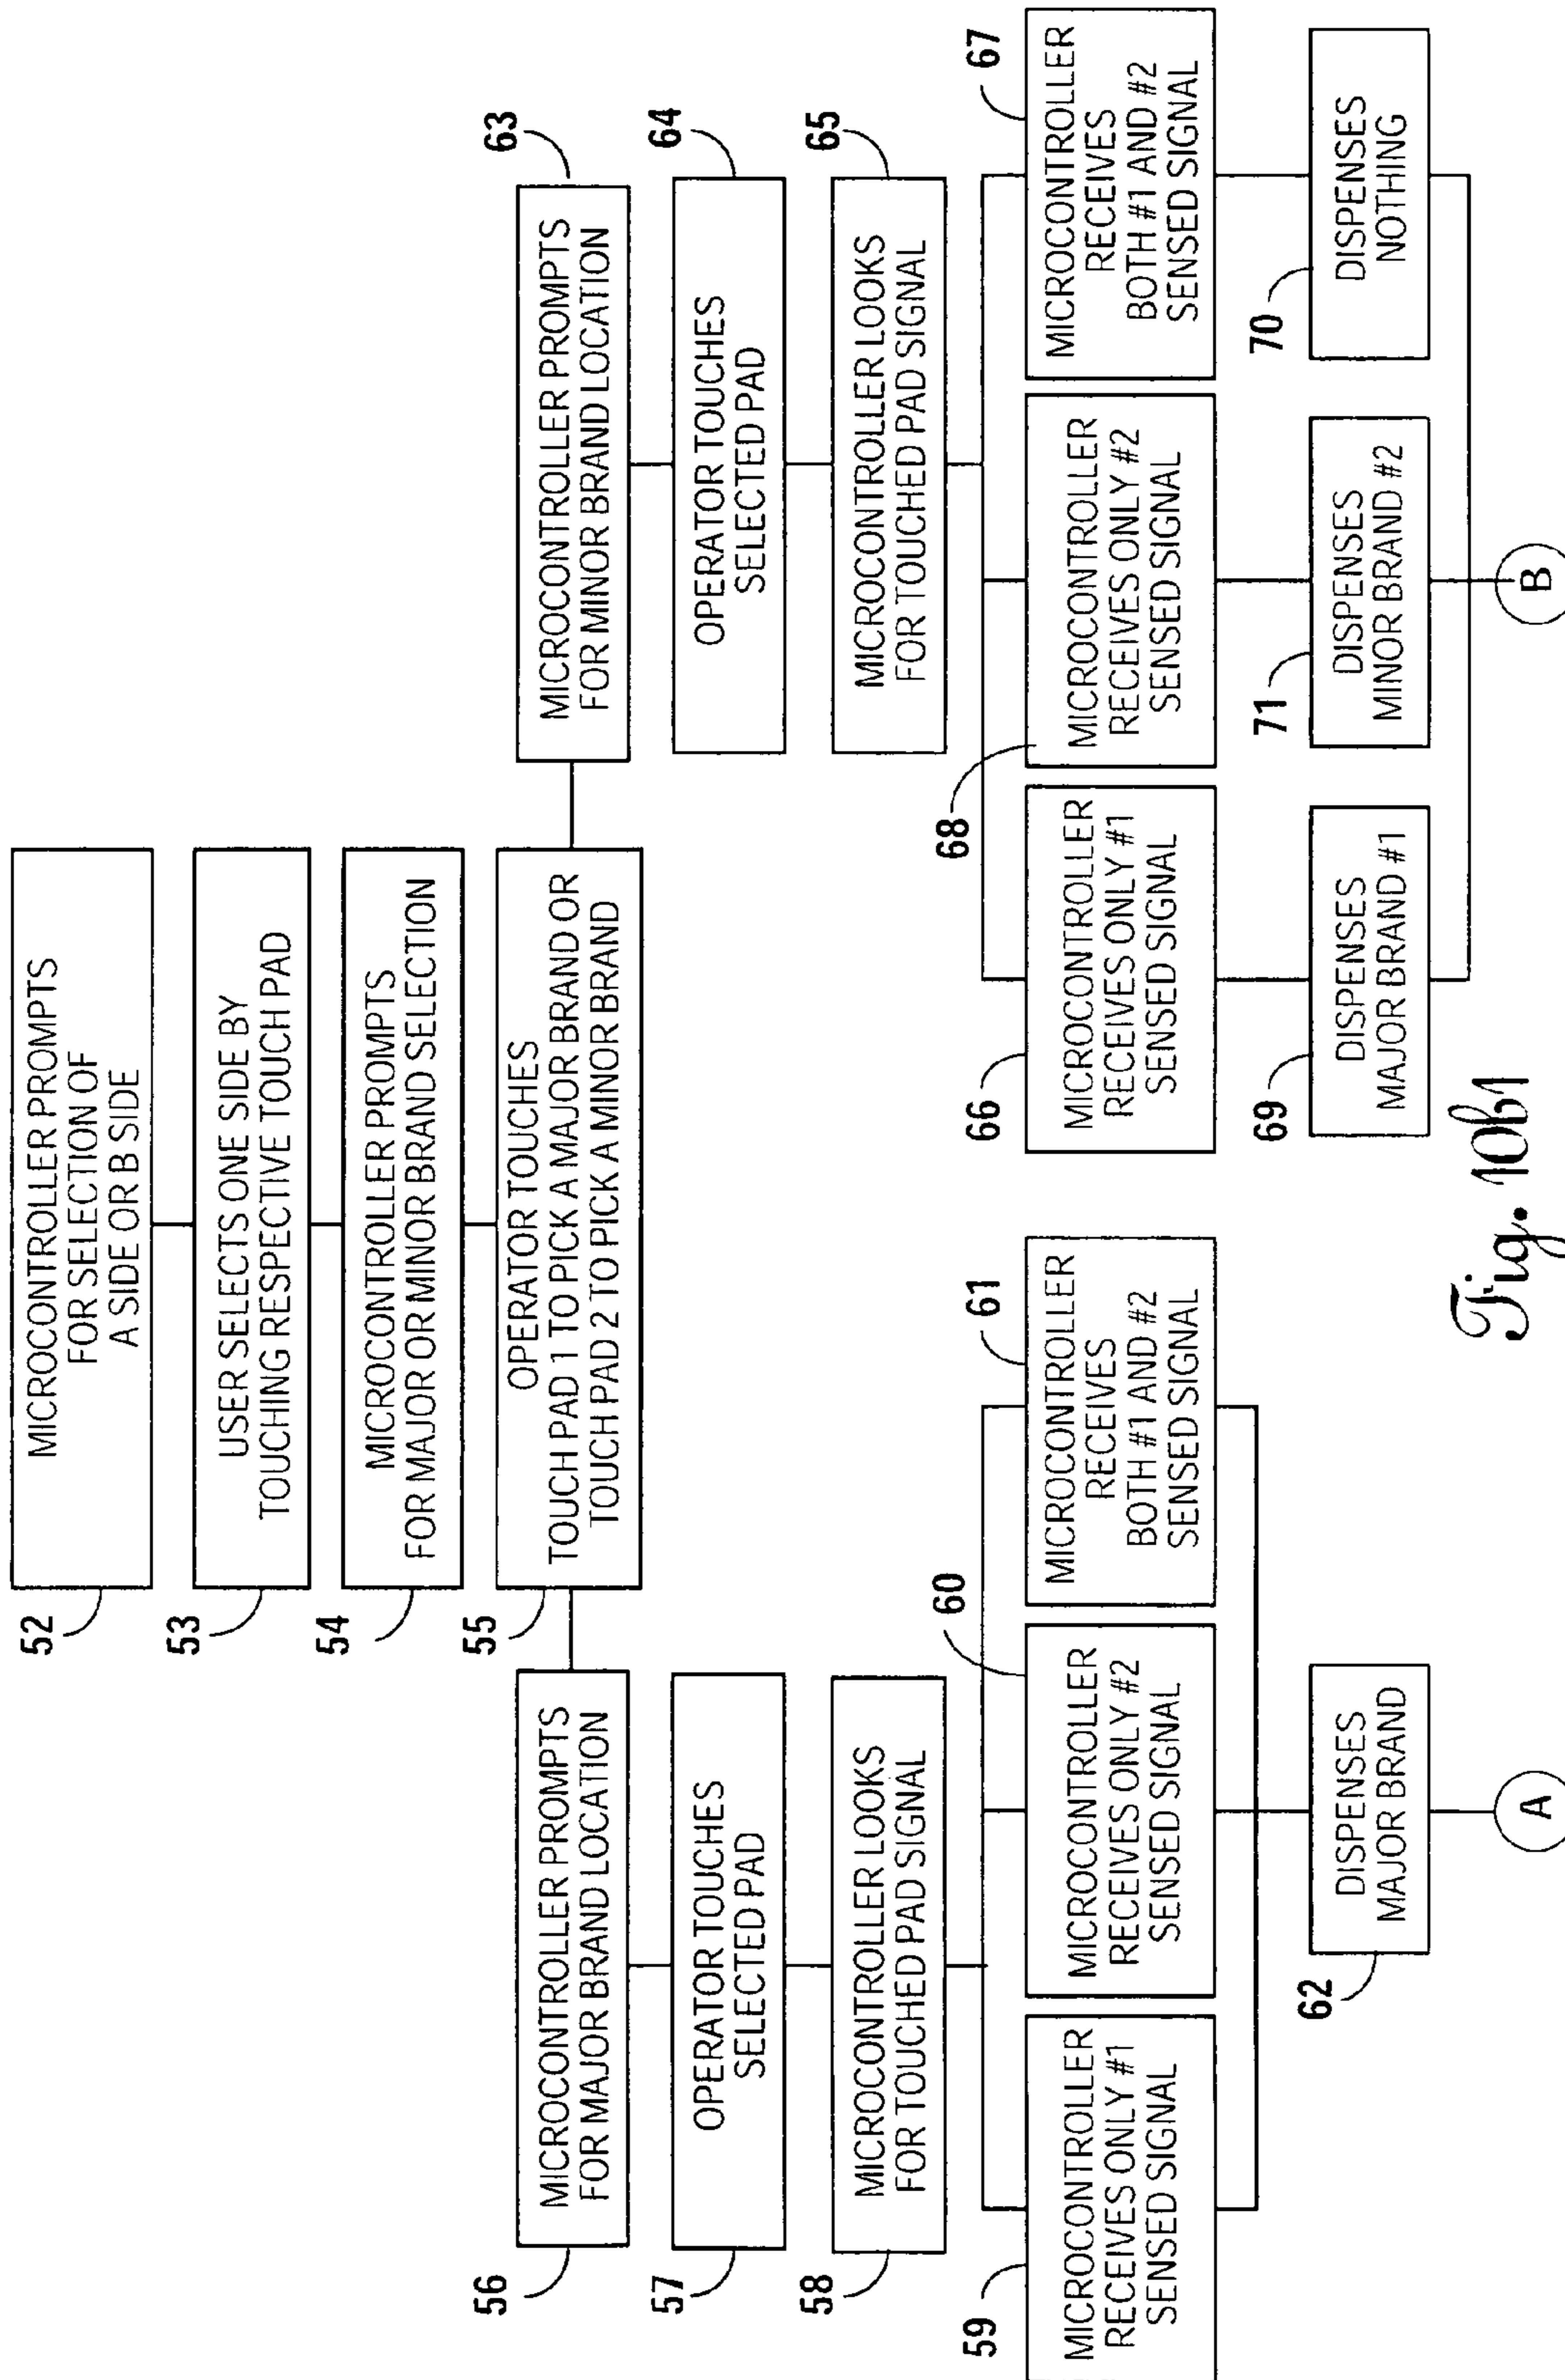 52
MICROCONTROLLER PROMPTS
FOR SELECTION OF
A SIDE OR B SIDE
53
USER SELECTS ONE SIDE BY
TOUCHING RESPECTIVE TOUCH PAD
54
MICROCONTROLLER PROMPTS
FOR MAJOR OR MINOR BRAND SELECTION
55
OPERATOR TOUCHES
TOUCH PAD 1 TO PICK A MAJOR BRAND OR
TOUCH PAD 2 TO PICK A MINOR BRAND
56
MICROCONTROLLER PROMPTS
FOR MAJOR BRAND LOCATION
57
OPERATOR TOUCHES
SELECTED PAD
58
MICROCONTROLLER LOOKS
FOR TOUCHED PAD SIGNAL
59
MICROCONTROLLER
RECEIVES ONLY #1
SENSED SIGNAL
60
MICROCONTROLLER
RECEIVES ONLY #2
SENSED SIGNAL
61
MICROCONTROLLER
RECEIVES
BOTH #1 AND #2
SENSED SIGNAL
62
DISPENSES
MAJOR BRAND
A
63
MICROCONTROLLER PROMPTS
FOR MINOR BRAND LOCATION
64
OPERATOR TOUCHES
SELECTED PAD
65
MICROCONTROLLER LOOKS
FOR TOUCHED PAD SIGNAL
66
MICROCONTROLLER
RECEIVES ONLY #1
SENSED SIGNAL
68
MICROCONTROLLER
RECEIVES ONLY #2
SENSED SIGNAL
67
MICROCONTROLLER
RECEIVES
BOTH #1 AND #2
SENSED SIGNAL
69
DISPENSES
MAJOR BRAND #1
71
DISPENSES
MINOR BRAND #2
70
DISPENSES
NOTHING
B
Fig. 10b1